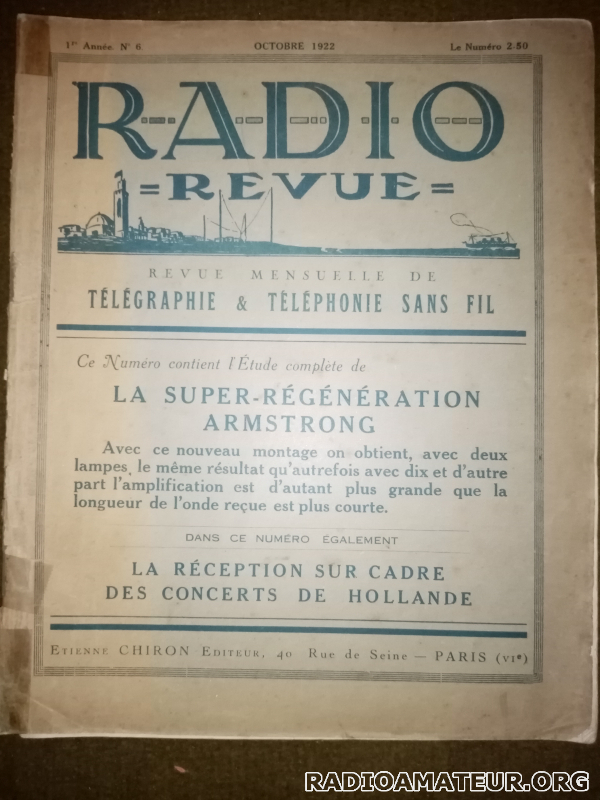 1re Année. N° 6 OCTOBRE 1922 Le Numéro 2-50
RADIO
=REVUE=
REVUE MENSUELLE DE
TÉLÉGRAPHIE & TÉLÉPHONIE SANS FIL
Ce Numéro contient l'Étude complète de
LA SUPER-RÉGÉNÉRATION
ARMSTRONG
Avec ce nouveau montage on obtient, avec deux
lampes, le même résultat qu'autrefois avec dix et d'autre
part l'amplification est d'autant plus grande que la
longueur de l'onde reçue est plus courte.
DANS CE NUMÉRO ÉGALEMENT
LA RÉCEPTION SUR CADRE
DES CONCERTS DE HOLLANDE
ETIENNE CHIRON EDITEUR, 40 RUE DE SEINE — PARIS (VIe)
RADIOAMATEUR.ORG